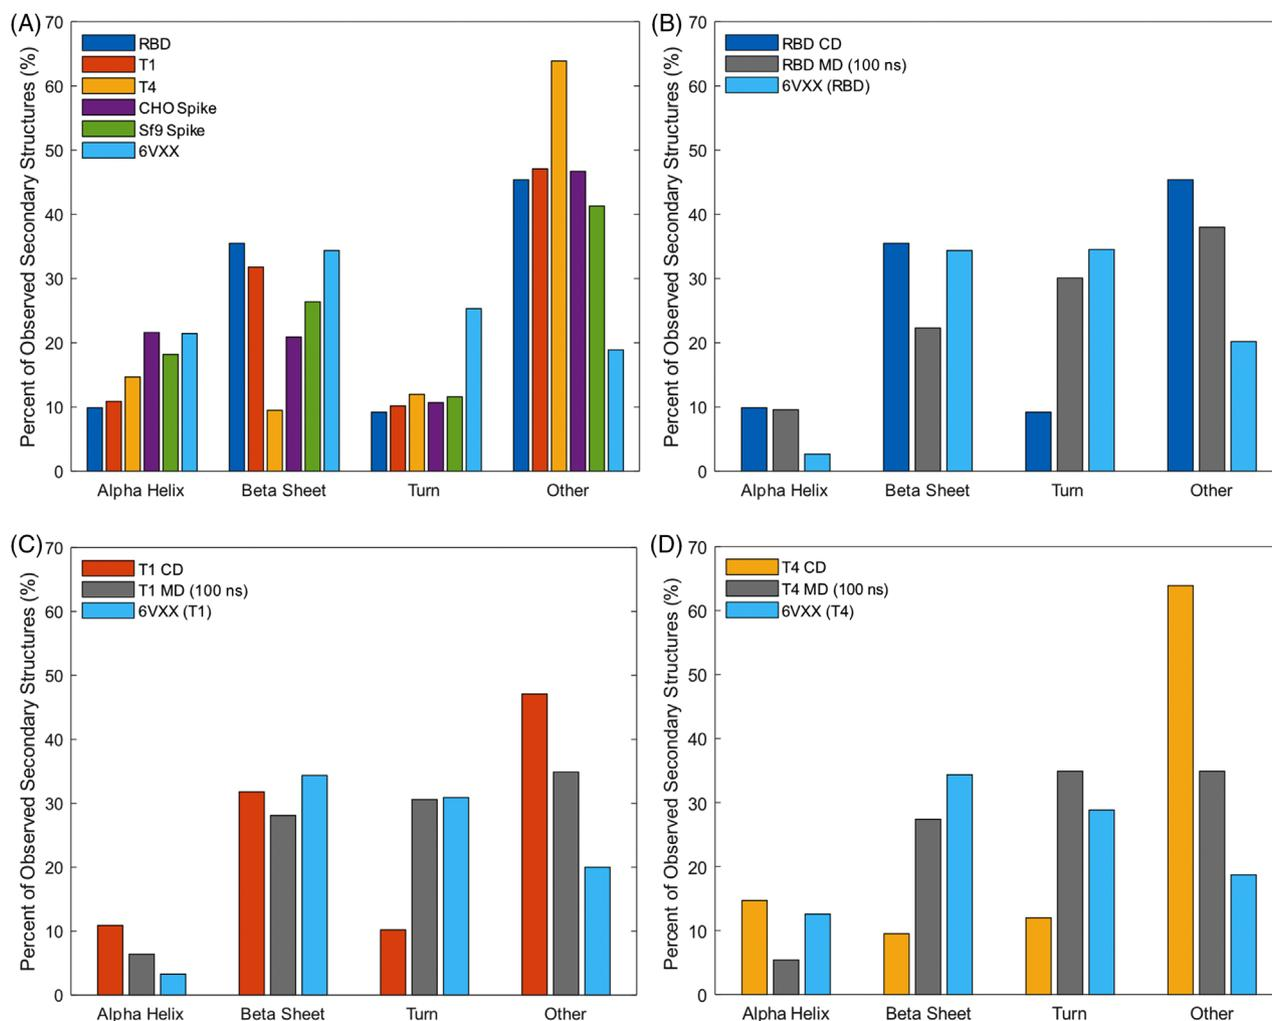 (A)
Percent of Observed Secondary Structures (%)
70
60
50
40
30
20
10
0
RBD
T1
T4
CHO Spike
Sf9 Spike
6VXX
Alpha Helix Beta Sheet Turn Other
(B)
Percent of Observed Secondary Structures (%)
70
60
50
40
30
20
10
0
RBD CD
RBD MD (100 ns)
6VXX (RBD)
Alpha Helix Beta Sheet Turn Other
(C)
Percent of Observed Secondary Structures (%)
70
60
50
40
30
20
10
0
T1 CD
T1 MD (100 ns)
6VXX (T1)
Alpha Helix Beta Sheet Turn Other
(D)
Percent of Observed Secondary Structures (%)
70
60
50
40
30
20
10
0
T4 CD
T4 MD (100 ns)
6VXX (T4)
Alpha Helix Beta Sheet Turn Other